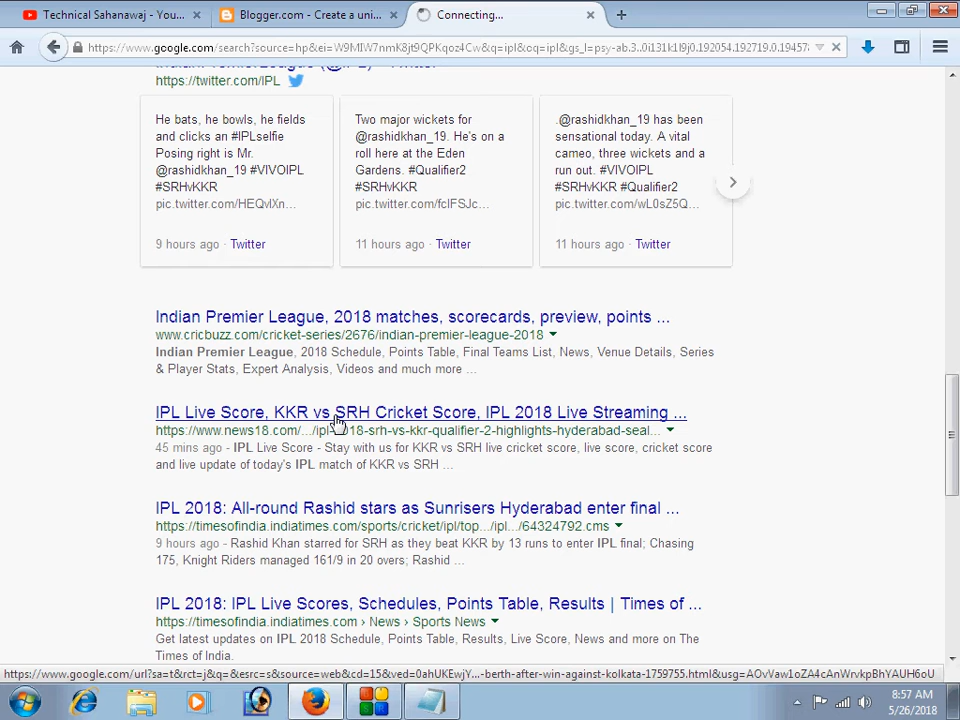 Technical Sahanawaj - You... ×
Blogger.com - Create a uni... ×
Connecting... ×
https://www.google.com/search?source=hp&ei=W9MIW7nmK8jt9QPKqoz4Cw&q=ipl&oq=ipl&gs_l=psy-ab.3..0i131k1l9j0.192054.192719.0.19457
https://twitter.com/IPL
He bats, he bowls, he fields
and clicks an #IPLselfie
Posing right is Mr.
@rashidkhan_19 #VIVOIPL
#SRHvKKR
pic.twitter.com/HEQvlXn...
9 hours ago · Twitter
Two major wickets for
@rashidkhan_19. He's on a
roll here at the Eden
Gardens. #Qualifier2
#SRHvKKR
pic.twitter.com/fcIFSJc...
11 hours ago · Twitter
.@rashidkhan_19 has been
sensational today. A vital
cameo, three wickets and a
run out. #VIVOIPL
#SRHvKKR #Qualifier2
pic.twitter.com/wL0sZ5Q...
11 hours ago · Twitter
Indian Premier League, 2018 matches, scorecards, preview, points ...
www.cricbuzz.com/cricket-series/2676/indian-premier-league-2018
Indian Premier League, 2018 Schedule, Points Table, Final Teams List, News, Venue Details, Series
& Player Stats, Expert Analysis, Videos and much more ...
IPL Live Score, KKR vs SRH Cricket Score, IPL 2018 Live Streaming ...
https://www.news18.com/.../ipl-2018-srh-vs-kkr-qualifier-2-highlights-hyderabad-seal...
45 mins ago - IPL Live Score - Stay with us for KKR vs SRH live cricket score, live score, cricket score
and live update of today's IPL match of KKR vs SRH ...
IPL 2018: All-round Rashid stars as Sunrisers Hyderabad enter final ...
https://timesofindia.indiatimes.com/sports/cricket/ipl/top.../ipl.../64324792.cms
9 hours ago - Rashid Khan starred for SRH as they beat KKR by 13 runs to enter IPL final; Chasing
175, Knight Riders managed 161/9 in 20 overs; Rashid ...
IPL 2018: IPL Live Scores, Schedules, Points Table, Results | Times of ...
https://timesofindia.indiatimes.com › News › Sports News
Get latest updates on IPL 2018 Schedule, Points Table, Results, Live Score, News and more on The
Times of India.
https://www.google.com/url?sa=t&rct=j&q=&esrc=s&source=web&cd=15&ved=0ahUKEwjY...-berth-after-win-against-kolkata-1759755.html&usg=AOvVaw1oZA4cAnWrvkpBhYAUH6oU
8:57 AM
5/26/2018